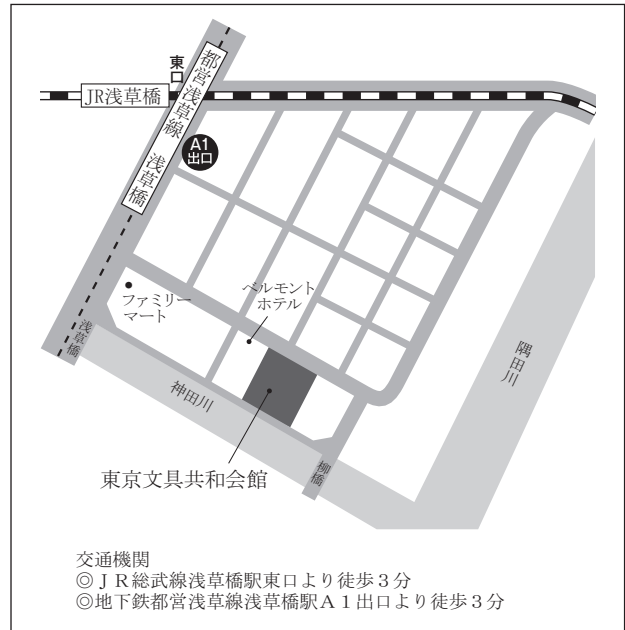 東口
JR浅草橋
都営浅草線 浅草橋
A1
出口
ベルモント
ホテル
ファミリー
マート
浅草橋
神田川
隅田川
柳橋
東京文具共和会館
交通機関
◎ＪＲ総武線浅草橋駅東口より徒歩３分
◎地下鉄都営浅草線浅草橋駅Ａ１出口より徒歩３分